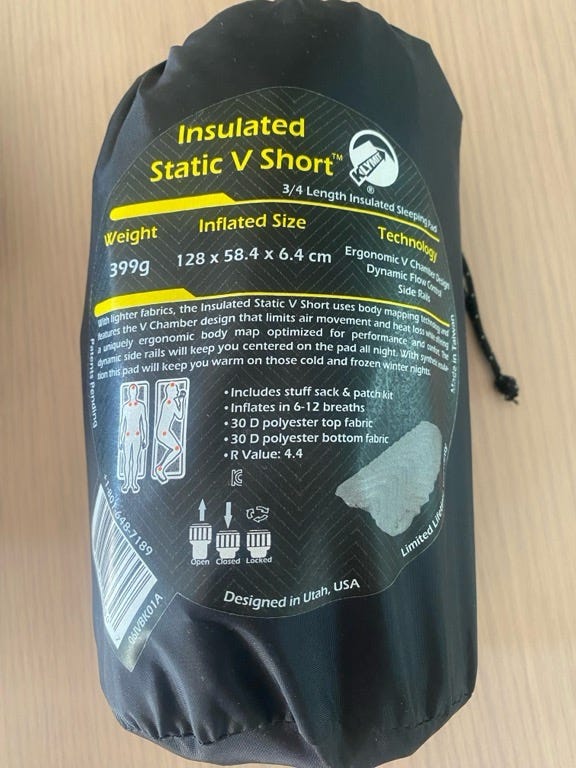 Insulated
Static V Short™
KLYMIT
®
3/4 Length Insulated Sleeping Pad
Weight
399g
Inflated Size
128 x 58.4 x 6.4 cm
Technology
Ergonomic V Chamber Design
Dynamic Flow Control
Side Rails
With lighter fabrics, the Insulated Static V Short uses body mapping technology and
features the V Chamber design that limits air movement and heat loss while
a uniquely ergonomic body map optimized for performance and comfort. The
dynamic side rails will keep you centered on the pad all night. With synthetic insula-
tion this pad will keep you warm on those cold and frozen winter nights.
Patents Pending
Made in Taiwan
• Includes stuff sack & patch kit
• Inflates in 6-12 breaths
• 30 D polyester top fabric
• 30 D polyester bottom fabric
• R Value: 4.4
Open
Closed
Locked
648-7189
06IVBK01A
Limited
Designed in Utah, USA